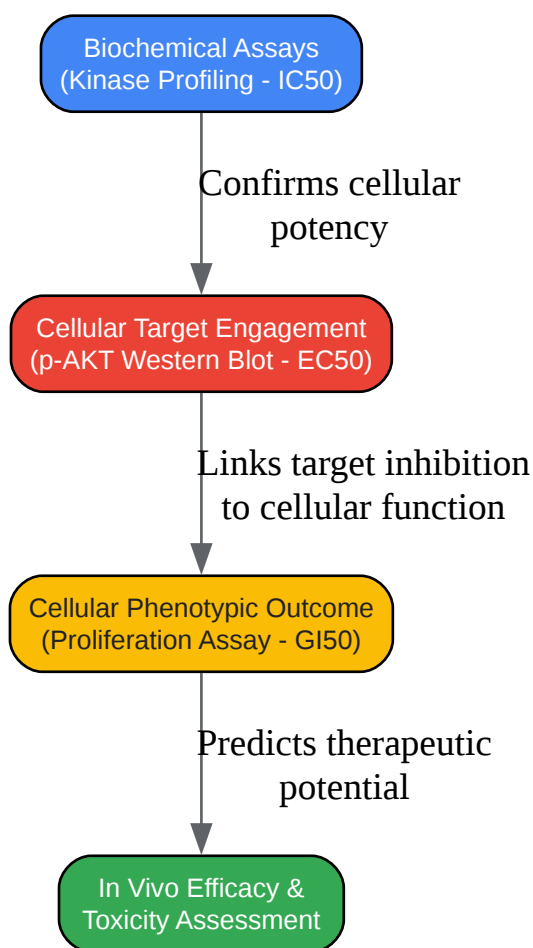 Biochemical Assays
(Kinase Profiling - IC50)
Confirms cellular
potency
Cellular Target Engagement
(p-AKT Western Blot - EC50)
Links target inhibition
to cellular function
Cellular Phenotypic Outcome
(Proliferation Assay - GI50)
Predicts therapeutic
potential
In Vivo Efficacy &
Toxicity Assessment